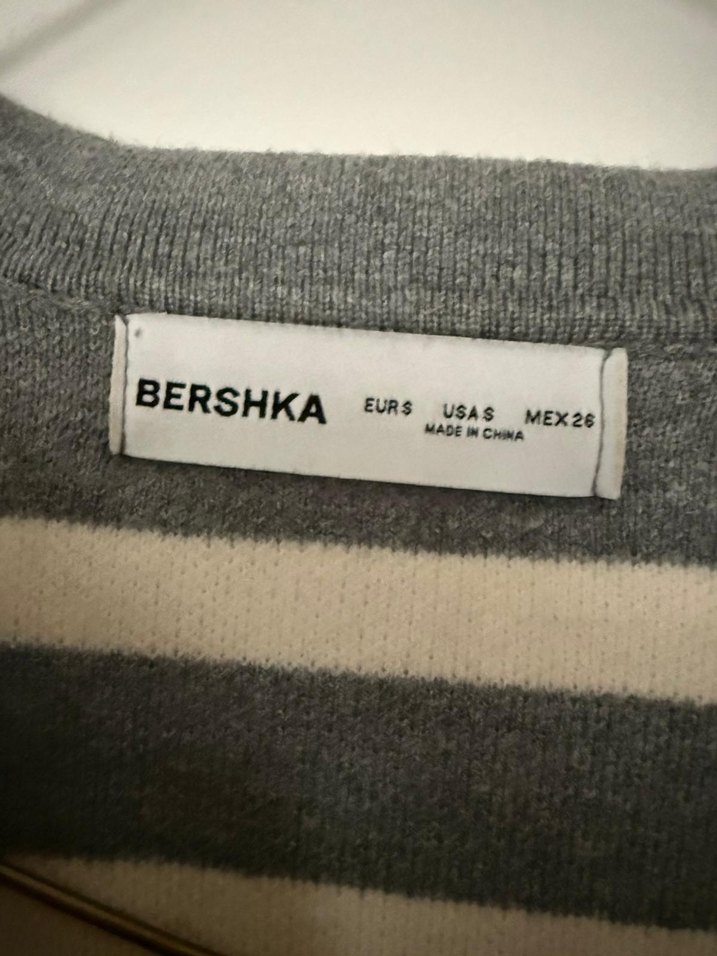 BERSHKA EUR S USA S MEX 26
MADE IN CHINA